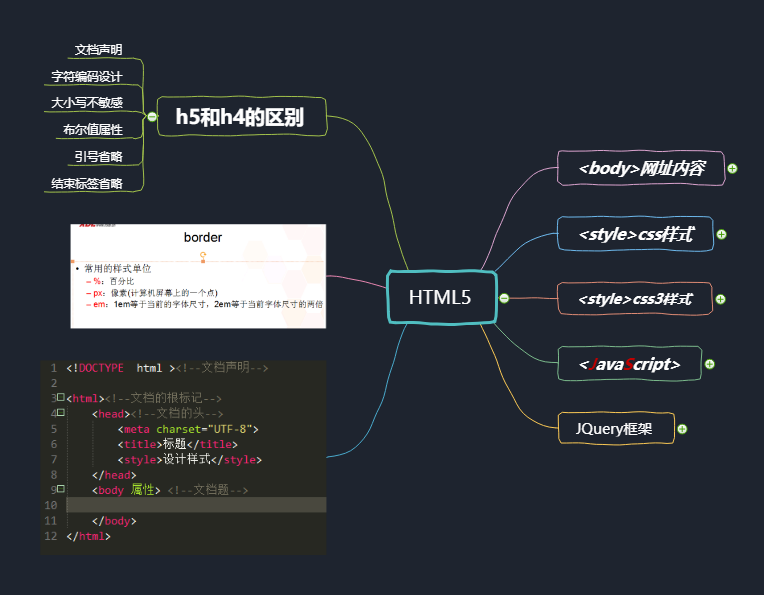 文档声明
字符编码设计
大小写不敏感
布尔值属性
引号省略
结束标签省略
h5和h4的区别
border
• 常用的样式单位
– %：百分比
– px：像素(计算机屏幕上的一个点)
– em：1em等于当前的字体尺寸，2em等于当前字体尺寸的两倍
1 <!DOCTYPE html ><!--文档声明-->
2
3 <html><!--文档的根标记-->
4 <head><!--文档的头-->
5 <meta charset="UTF-8">
6 <title>标题</title>
7 <style>设计样式</style>
8 </head>
9 <body 属性> <!--文档题-->
10
11 </body>
12 </html>
HTML5
<body>网址内容
<style>css样式
<style>css3样式
<JavaScript>
JQuery框架